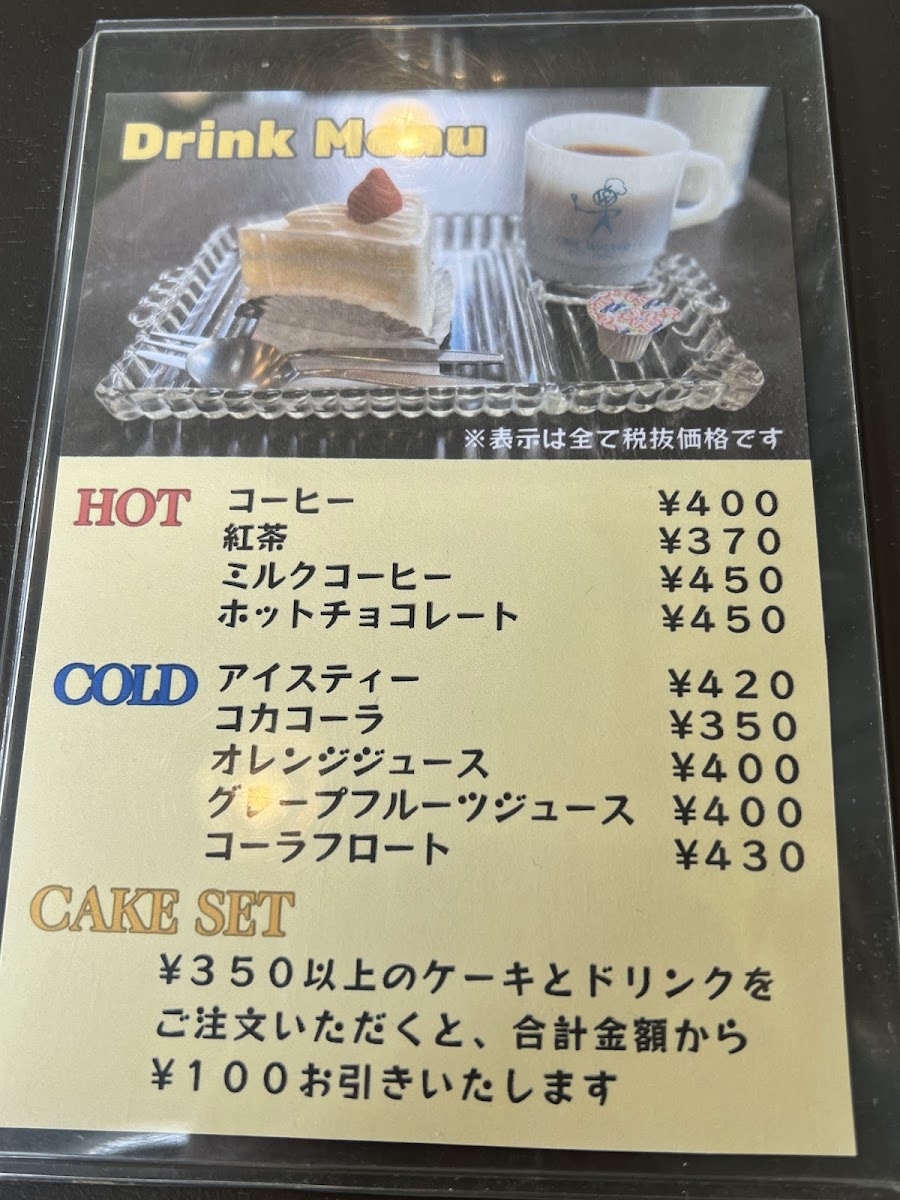 Drink Menu
※表示は全て税抜価格です
HOT コーヒー ¥400
紅茶 ¥370
ミルクコーヒー ¥450
ホットチョコレート ¥450
COLD アイスティー ¥420
コカコーラ ¥350
オレンジジュース ¥400
グレープフルーツジュース ¥400
コーラフロート ¥430
CAKE SET
¥350以上のケーキとドリンクを
ご注文いただくと、合計金額から
¥100お引きいたします